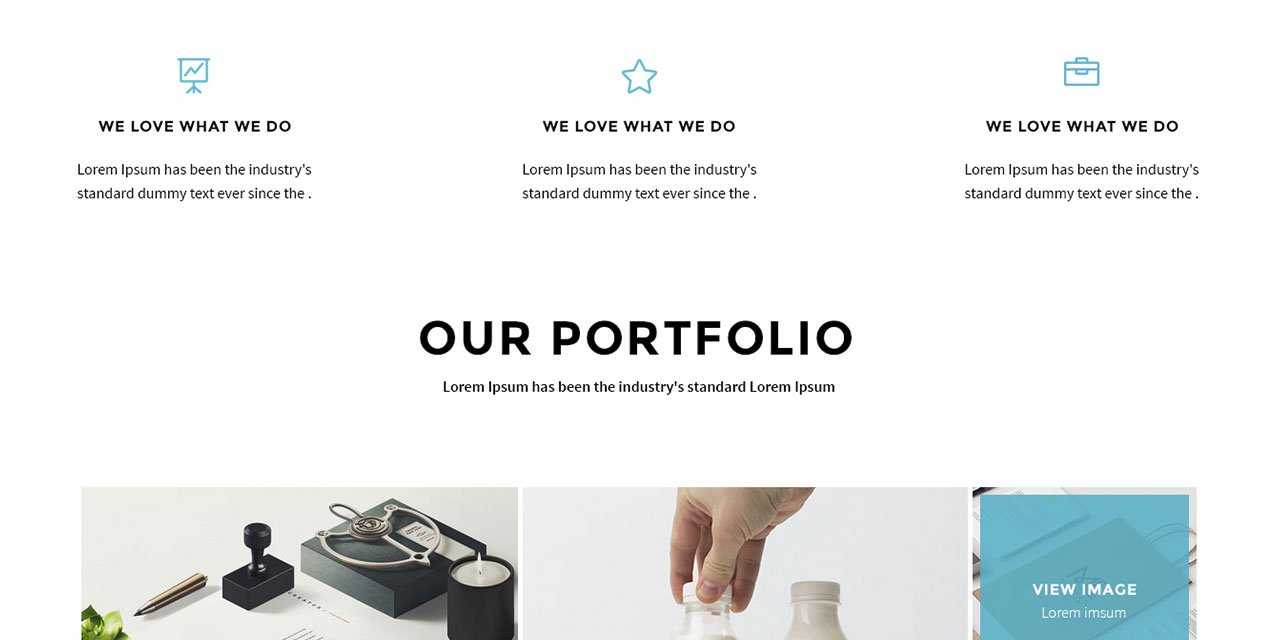 WE LOVE WHAT WE DO
Lorem Ipsum has been the industry's
standard dummy text ever since the .
WE LOVE WHAT WE DO
Lorem Ipsum has been the industry's
standard dummy text ever since the .
WE LOVE WHAT WE DO
Lorem Ipsum has been the industry's
standard dummy text ever since the .
OUR PORTFOLIO
Lorem Ipsum has been the industry's standard Lorem Ipsum
CREATOR/
VIEW IMAGE
Lorem imsum